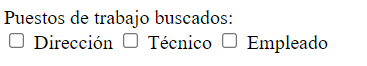 Puestos de trabajo buscados:
Dirección Técnico Empleado